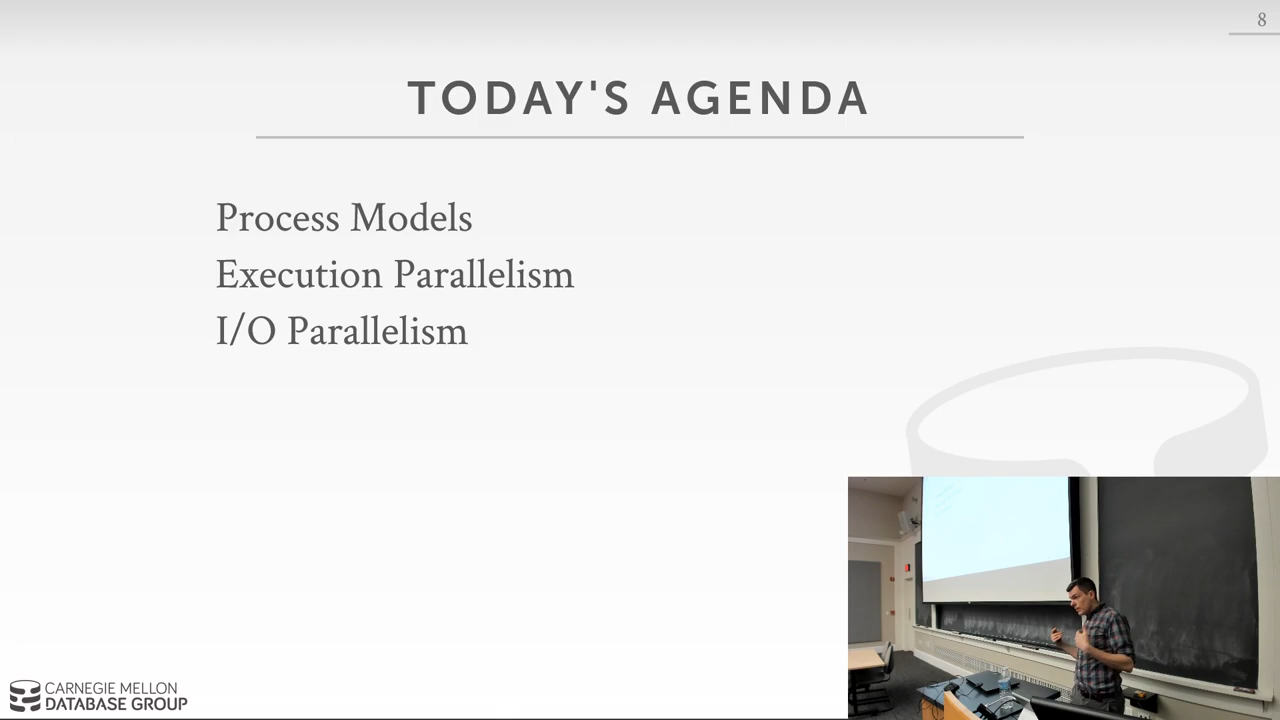 8
TODAY'S AGENDA
Process Models
Execution Parallelism
I/O Parallelism
CARNEGIE MELLON
DATABASE GROUP